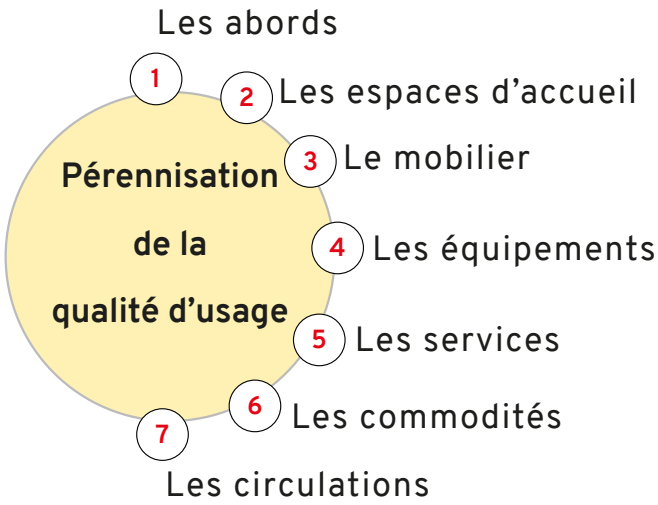 Les abords
1
2 Les espaces d’accueil
3 Le mobilier
Pérennisation
de la
qualité d’usage
4 Les équipements
5 Les services
6 Les commodités
7
Les circulations